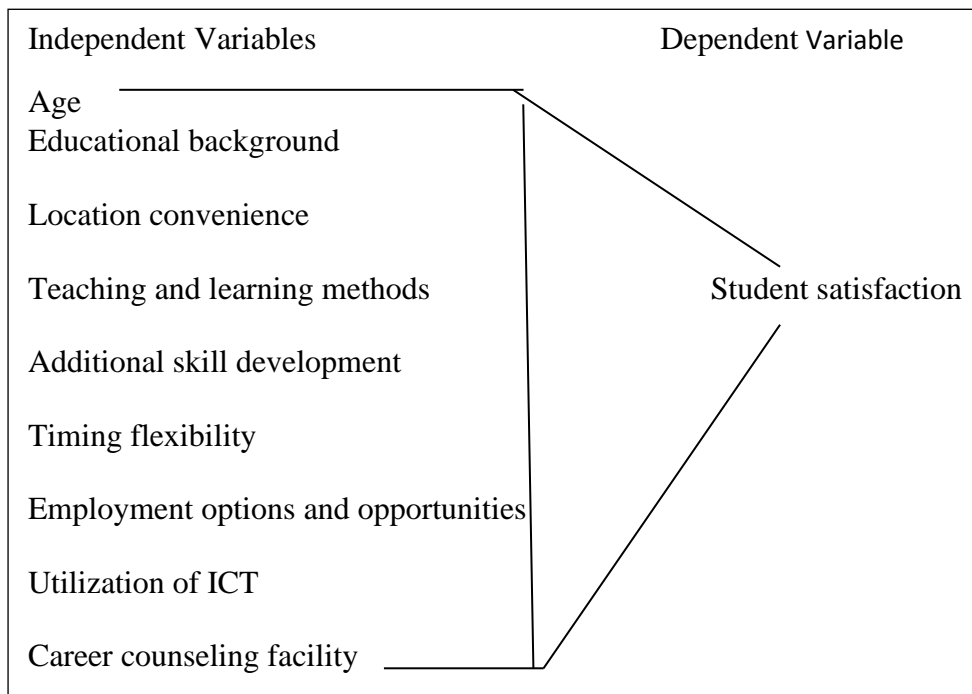 Independent Variables Dependent Variable
Age
Educational background
Location convenience
Teaching and learning methods Student satisfaction
Additional skill development
Timing flexibility
Employment options and opportunities
Utilization of ICT
Career counseling facility